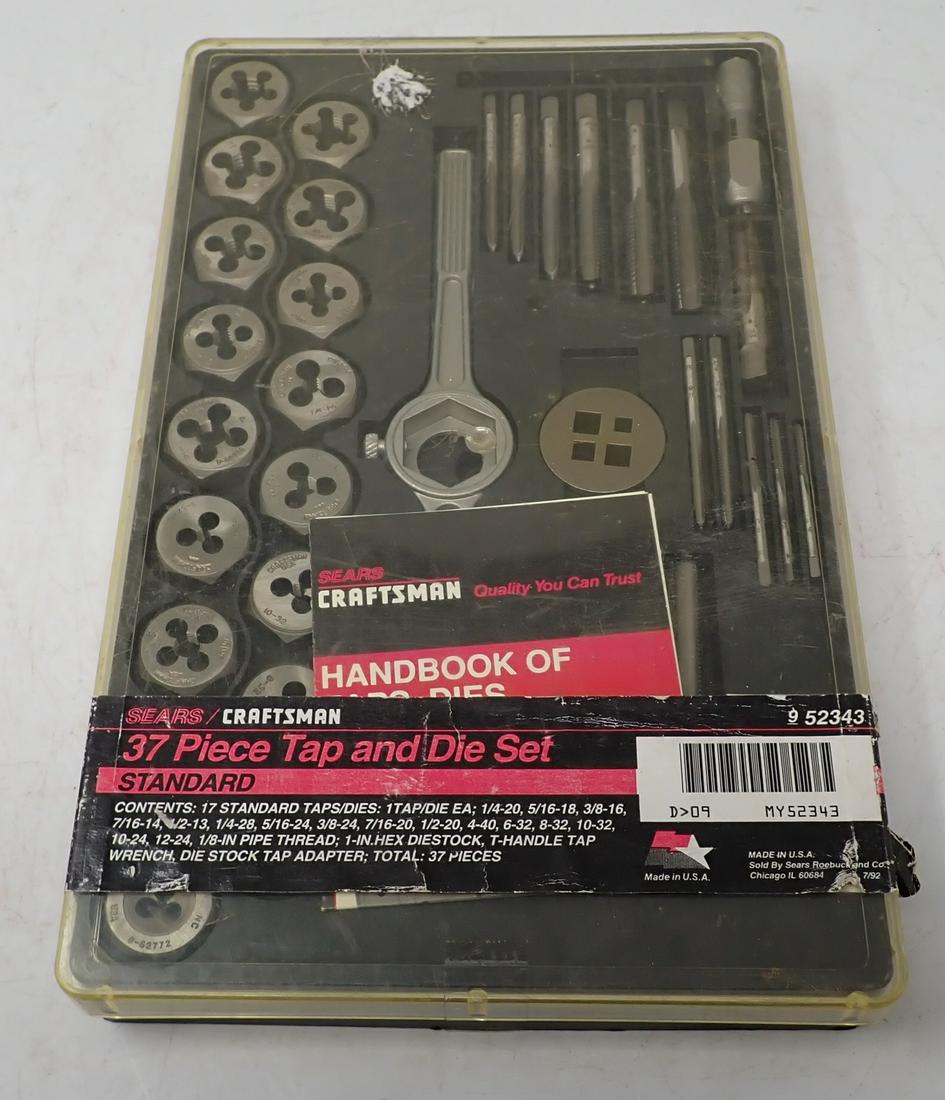 10-32
SEARS
CRAFTSMAN
Quality You Can Trust
HANDBOOK OF
TAPS, DIES
SEARS / CRAFTSMAN
9 52343
37 Piece Tap and Die Set
STANDARD
CONTENTS: 17 STANDARD TAPS/DIES: 1TAP/DIE EA; 1/4-20, 5/16-18, 3/8-16,
7/16-14, 1/2-13, 1/4-28, 5/16-24, 3/8-24, 7/16-20, 1/2-20, 4-40, 6-32, 8-32, 10-32,
10-24, 12-24, 1/8-IN PIPE THREAD; 1-IN.HEX DIESTOCK, T-HANDLE TAP
WRENCH, DIE STOCK TAP ADAPTER; TOTAL: 37 PIECES
D>09 MY52343
Made in U.S.A.
MADE IN U.S.A.
Sold By Sears Roebuck and Co.
Chicago IL 60684 7/92
USA
9-52772
NC